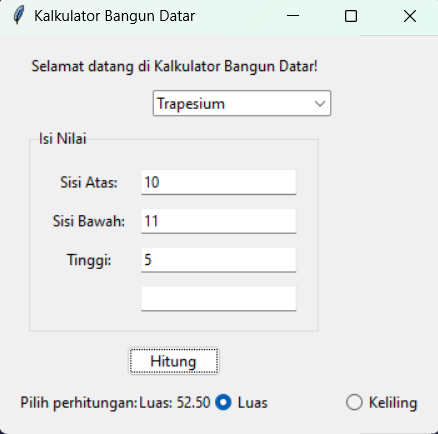 Kalkulator Bangun Datar
Selamat datang di Kalkulator Bangun Datar!
Trapesium
Isi Nilai
Sisi Atas: 10
Sisi Bawah: 11
Tinggi: 5
Hitung
Pilih perhitungan: Luas: 52.50 Luas Keliling